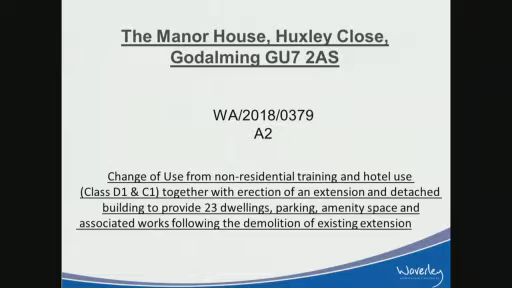 The Manor House, Huxley Close,
Godalming GU7 2AS
WA/2018/0379
A2
Change of Use from non-residential training and hotel use
(Class D1 & C1) together with erection of an extension and detached
building to provide 23 dwellings, parking, amenity space and
associated works following the demolition of existing extension
Waverley